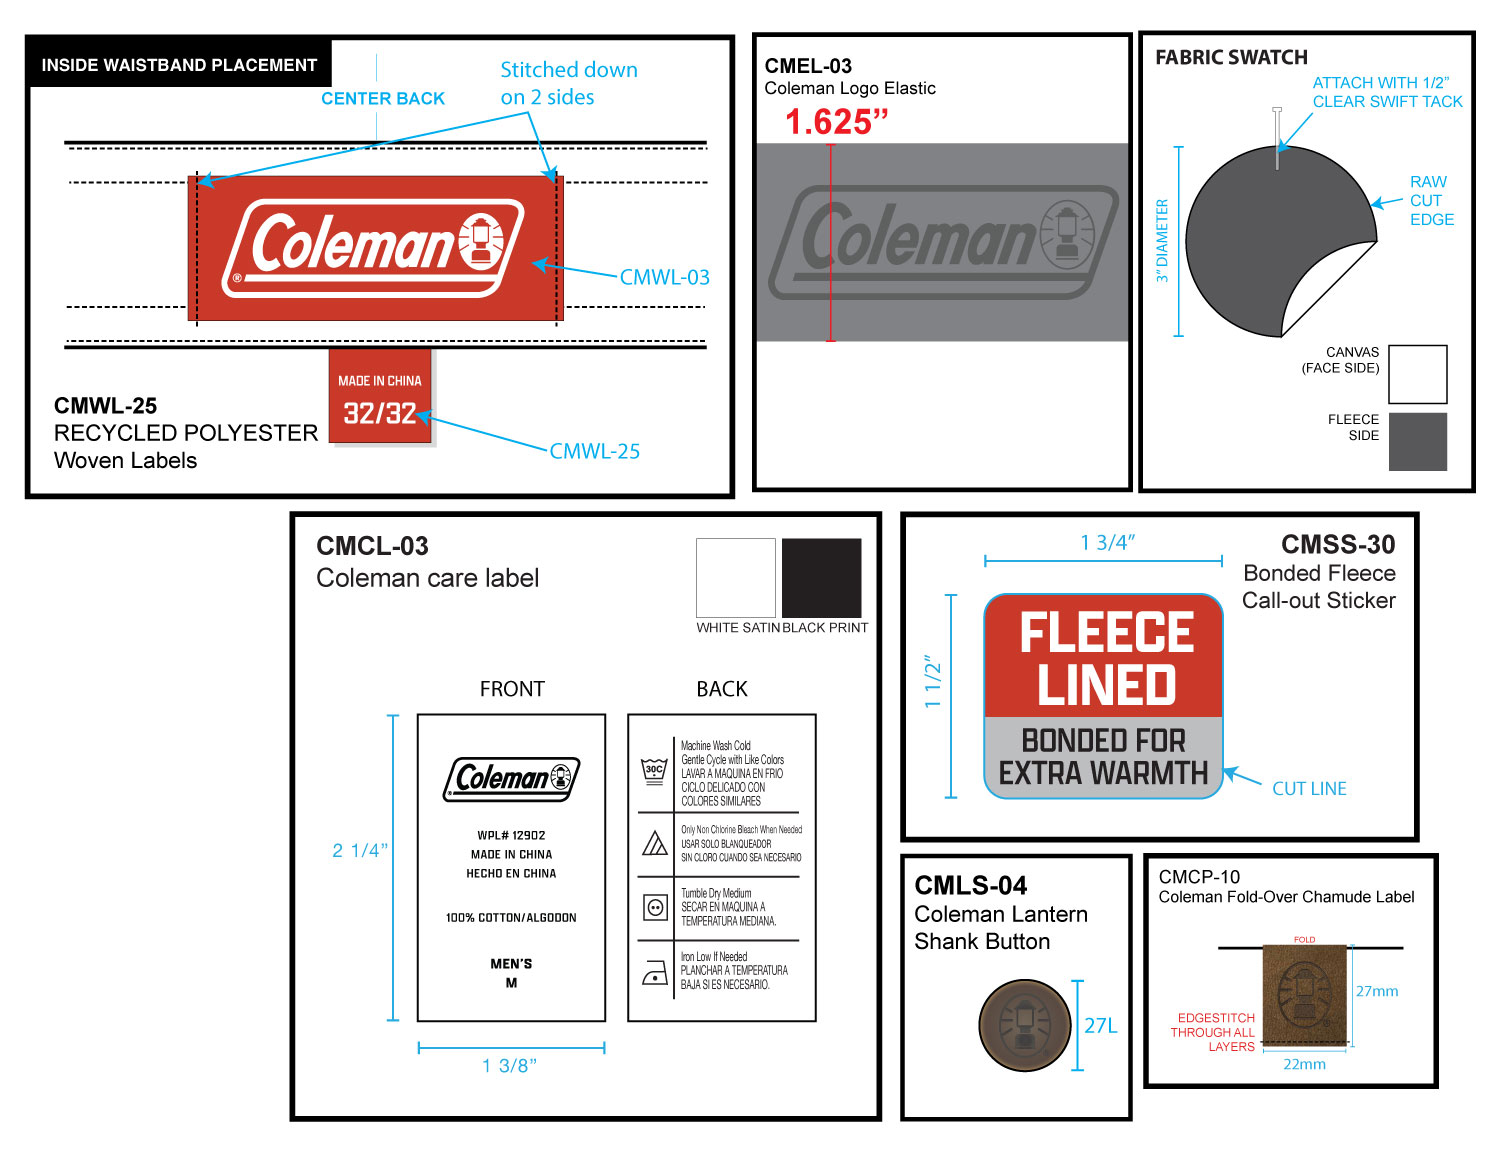 INSIDE WAISTBAND PLACEMENT
CENTER BACK
Stitched down
on 2 sides
Coleman
®
CMWL-03
MADE IN CHINA
32/32
CMWL-25
CMWL-25
RECYCLED POLYESTER
Woven Labels
CMEL-03
Coleman Logo Elastic
1.625”
Coleman
FABRIC SWATCH
ATTACH WITH 1/2”
CLEAR SWIFT TACK
RAW
CUT
EDGE
3” DIAMETER
CANVAS
(FACE SIDE)
FLEECE
SIDE
CMCL-03
Coleman care label
WHITE SATIN
BLACK PRINT
FRONT
Coleman
®
WPL# 12902
MADE IN CHINA
HECHO EN CHINA
100% COTTON/ALGODON
MEN'S
M
2 1/4”
1 3/8”
BACK
30C
Machine Wash Cold
Gentle Cycle with Like Colors
LAVAR A MAQUINA EN FRIO
CICLO DELICADO CON
COLORES SIMILARES
Only Non Chlorine Bleach When Needed
USAR SOLO BLANQUEADOR
SIN CLORO CUANDO SEA NECESARIO
Tumble Dry Medium
SECAR EN MAQUINA A
TEMPERATURA MEDIANA.
Iron Low If Needed
PLANCHAR A TEMPERATURA
BAJA SI ES NECESARIO.
CMSS-30
Bonded Fleece
Call-out Sticker
1 3/4”
1 1/2”
FLEECE
LINED
BONDED FOR
EXTRA WARMTH
CUT LINE
CMLS-04
Coleman Lantern
Shank Button
27L
CMCP-10
Coleman Fold-Over Chamude Label
FOLD
27mm
EDGESTITCH
THROUGH ALL
LAYERS
®
22mm